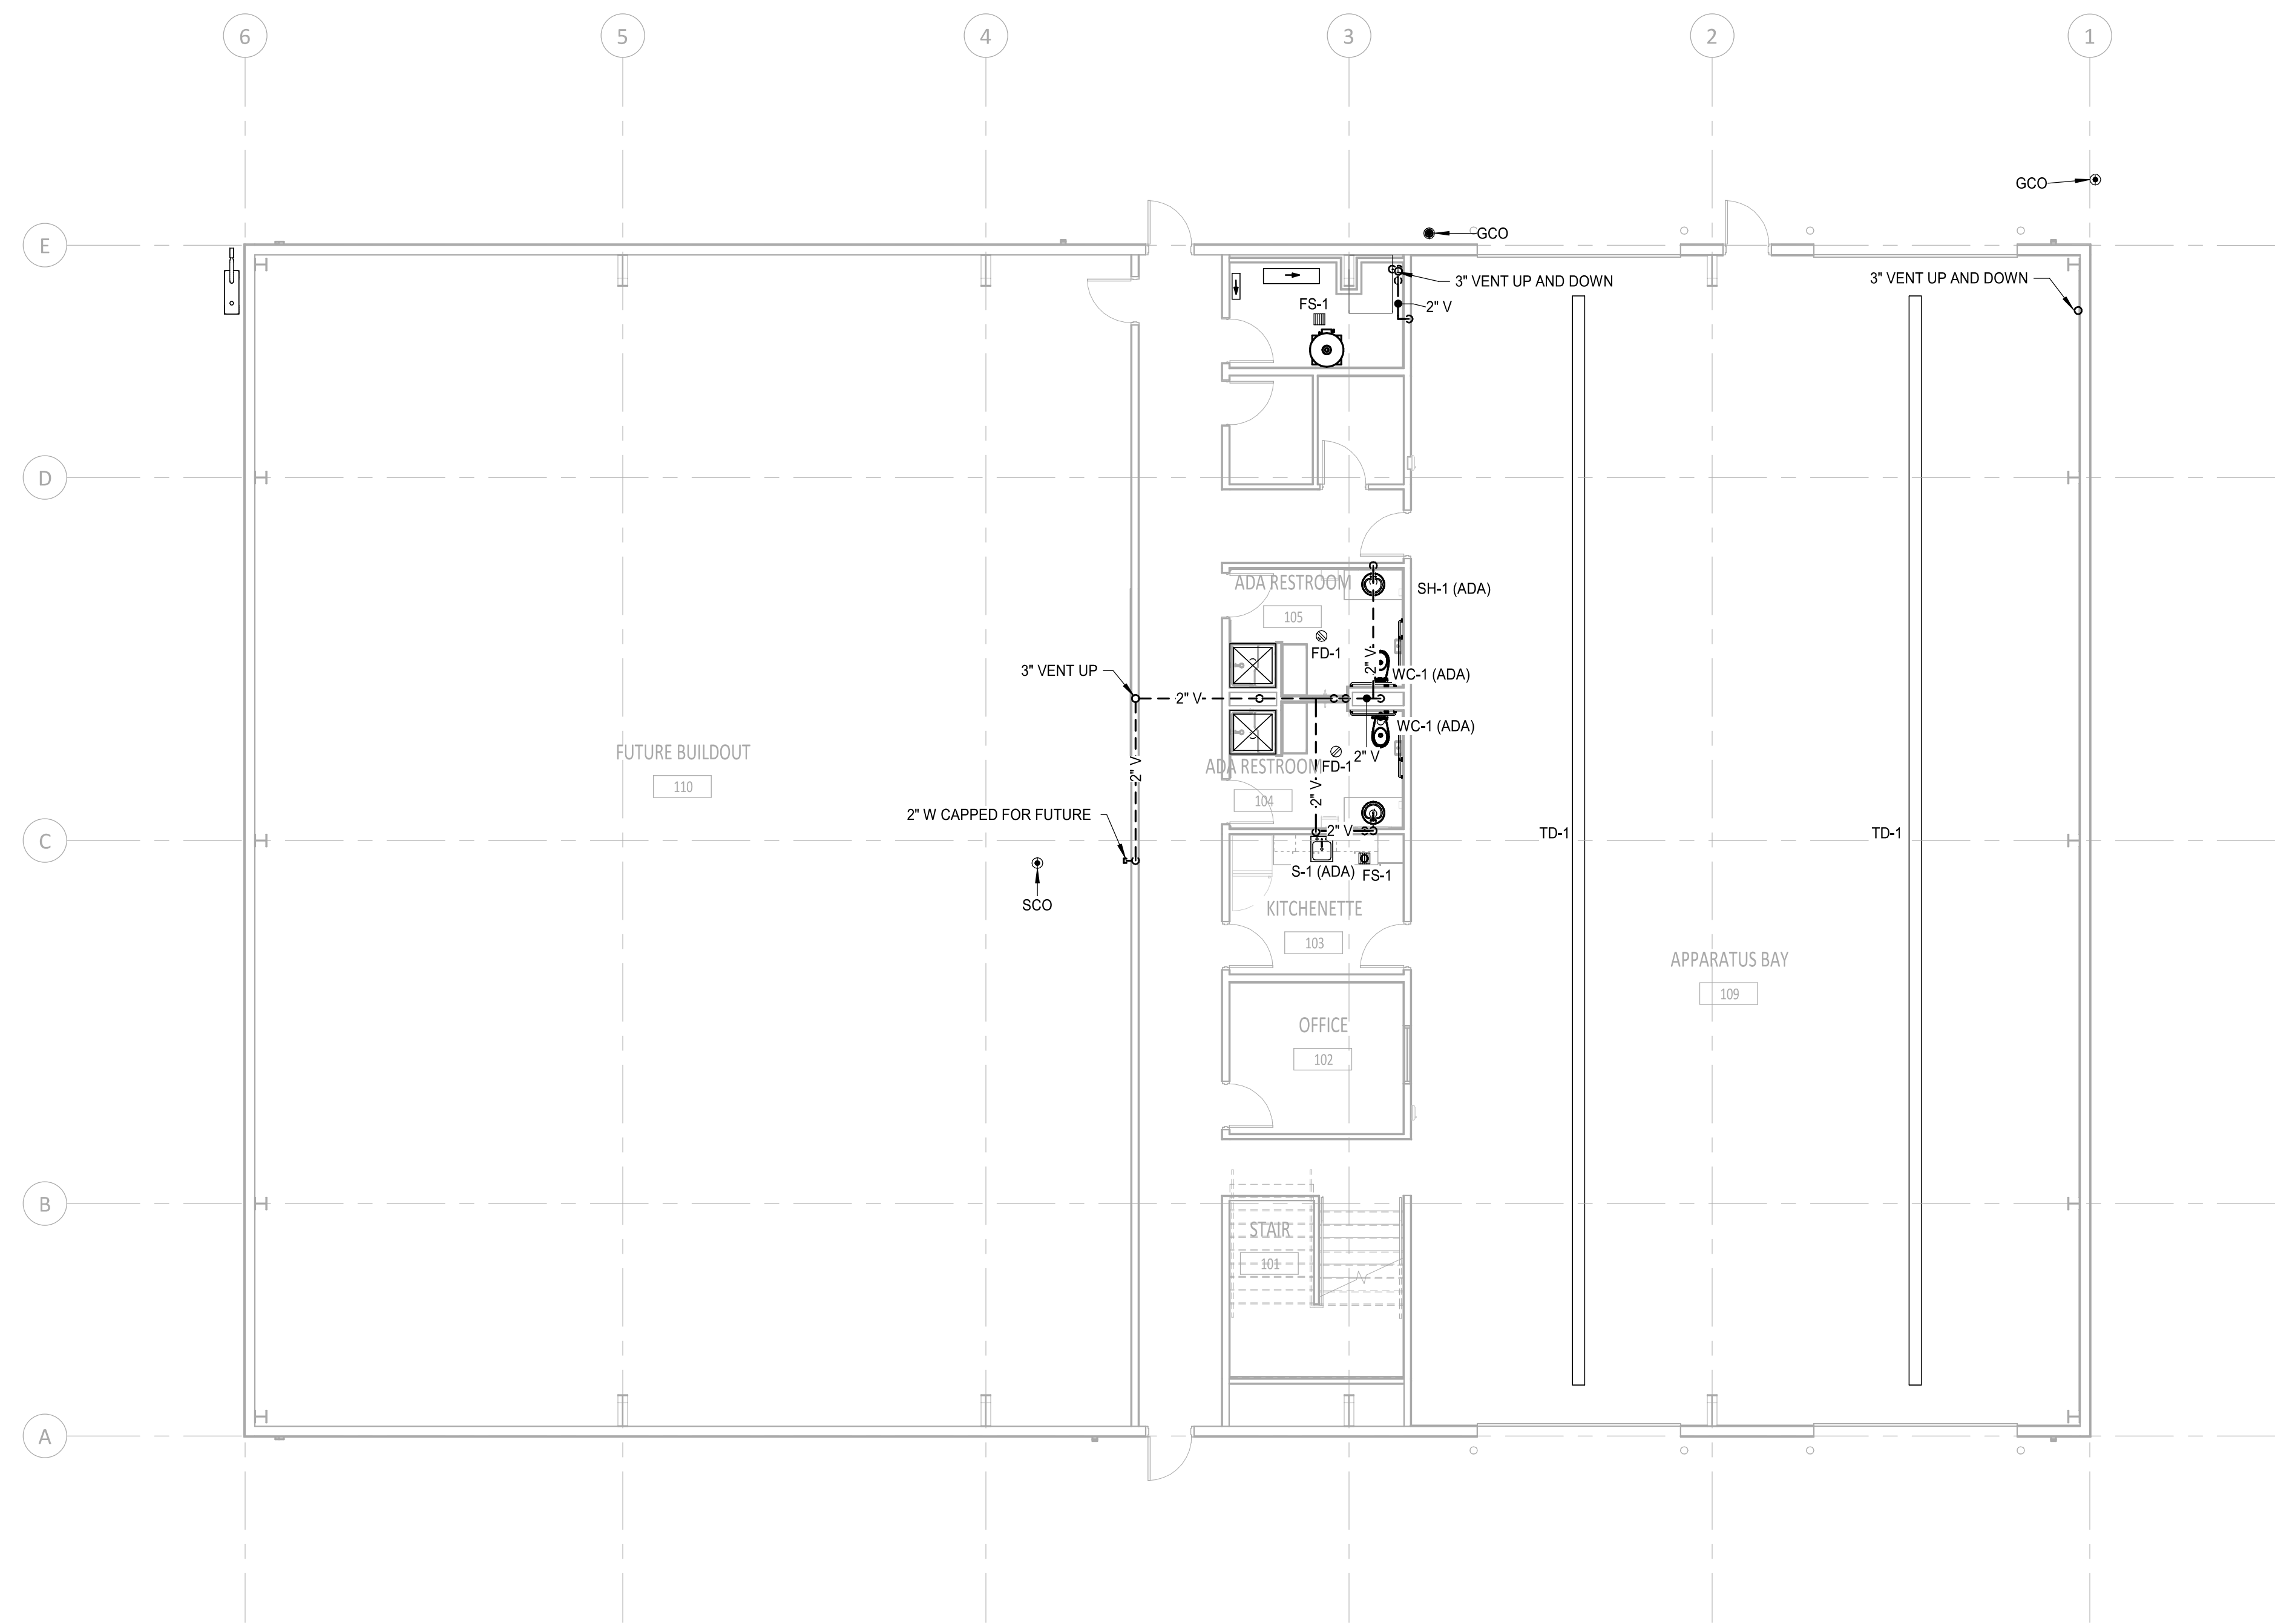 6
5
4
3
2
1
GCO
E
GCO
3" VENT UP AND DOWN
3" VENT UP AND DOWN
FS-1
2" V
D
ADA RESTROOM
105
SH-1 (ADA)
FD-1
2" V
WC-1 (ADA)
3" VENT UP
2" V
WC-1 (ADA)
FUTURE BUILDOUT
110
2" V
2" V
ADA RESTROOM
FD-1
104
2" V
2" W CAPPED FOR FUTURE
2" V
TD-1
TD-1
C
S-1 (ADA)
FS-1
SCO
KITCHENETTE
103
APPARATUS BAY
109
OFFICE
102
B
STAIR
101
A